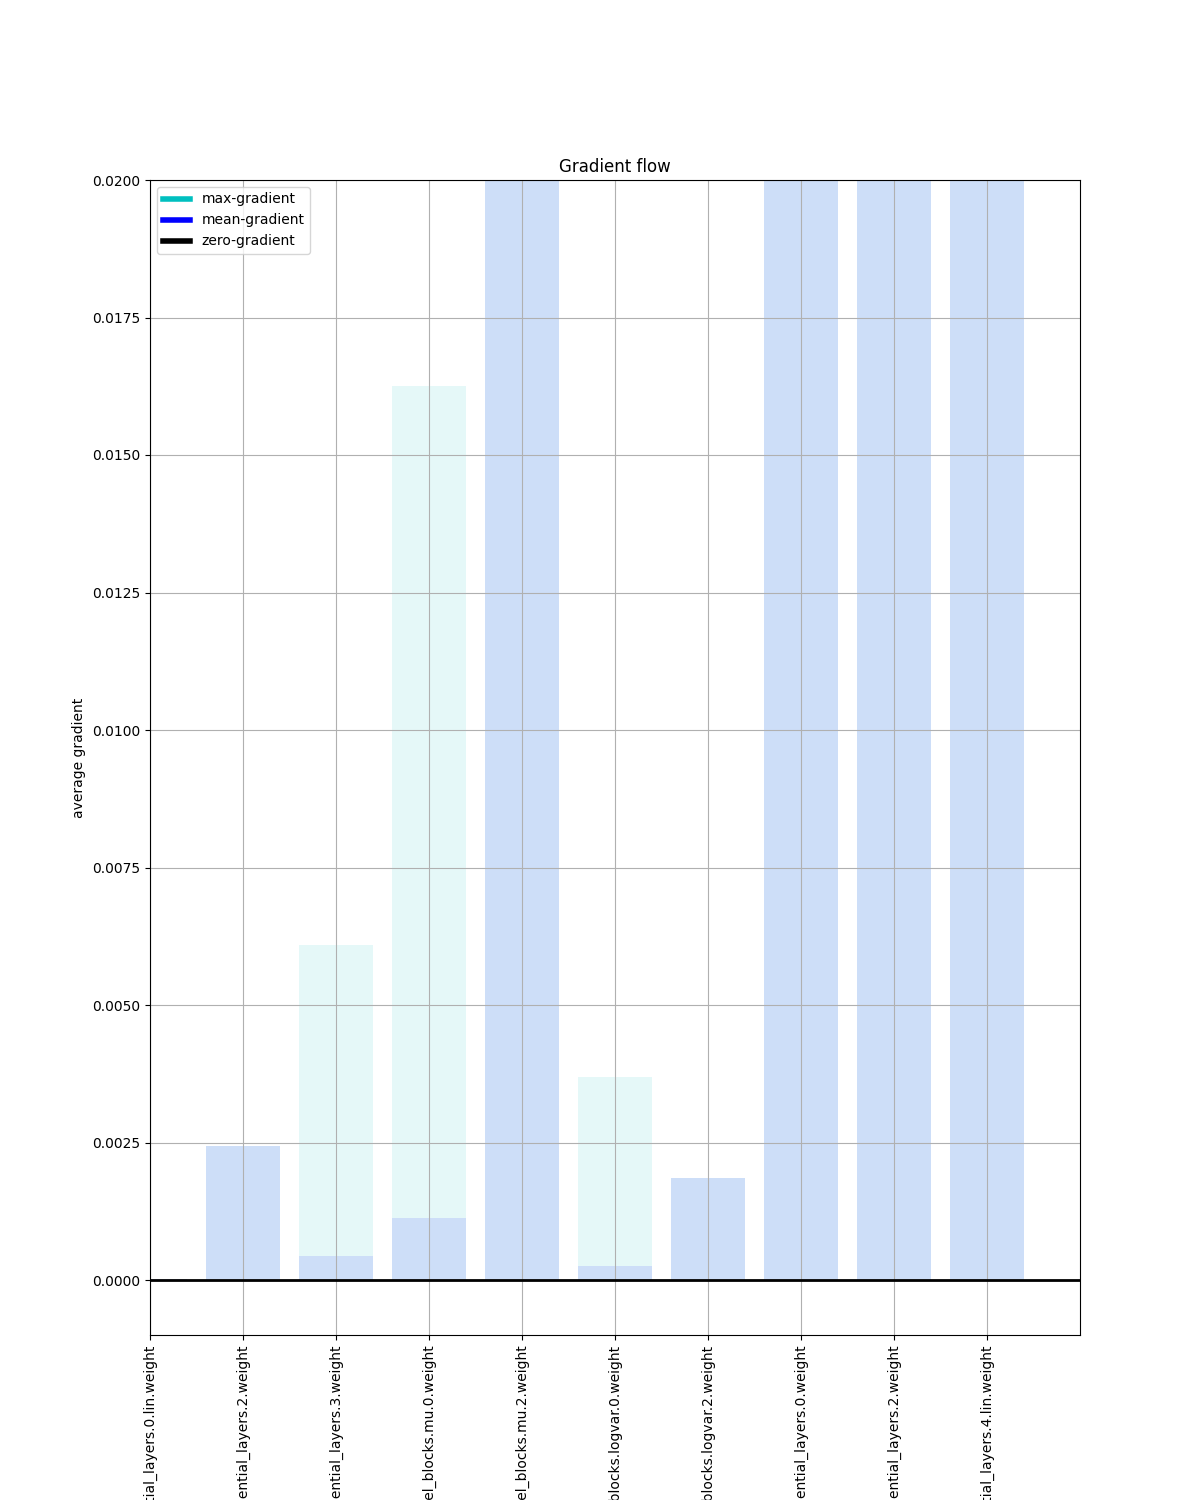 Gradient flow
max-gradient
mean-gradient
zero-gradient
0.0200
0.0175
0.0150
0.0125
0.0100
0.0075
0.0050
0.0025
0.0000
average gradient
tial_layers.0.lin.weight
ential_layers.2.weight
ential_layers.3.weight
el_blocks.mu.0.weight
el_blocks.mu.2.weight
blocks.logvar.0.weight
blocks.logvar.2.weight
ential_layers.0.weight
ential_layers.2.weight
tial_layers.4.lin.weight